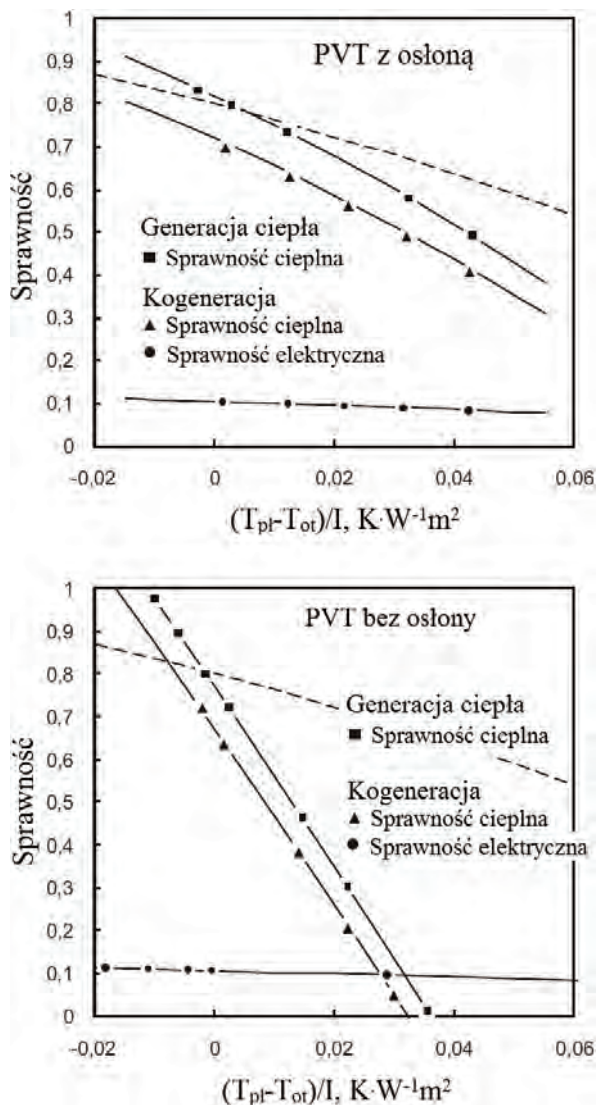 1
0,9
0,8
0,7
0,6
0,5
0,4
0,3
0,2
0,1
0
Sprawność
PVT z osłoną
Generacja ciepła
Sprawność cieplna
Kogeneracja
Sprawność cieplna
Sprawność elektryczna
-0,02 0 0,02 0,04 0,06
(Tpl-Tot)/I, K·W-1m2
1
0,9
0,8
0,7
0,6
0,5
0,4
0,3
0,2
0,1
0
Sprawność
PVT bez osłony
Generacja ciepła
Sprawność cieplna
Kogeneracja
Sprawność cieplna
Sprawność elektryczna
-0,02 0 0,02 0,04 0,06
(Tpl-Tot)/I, K·W-1m2